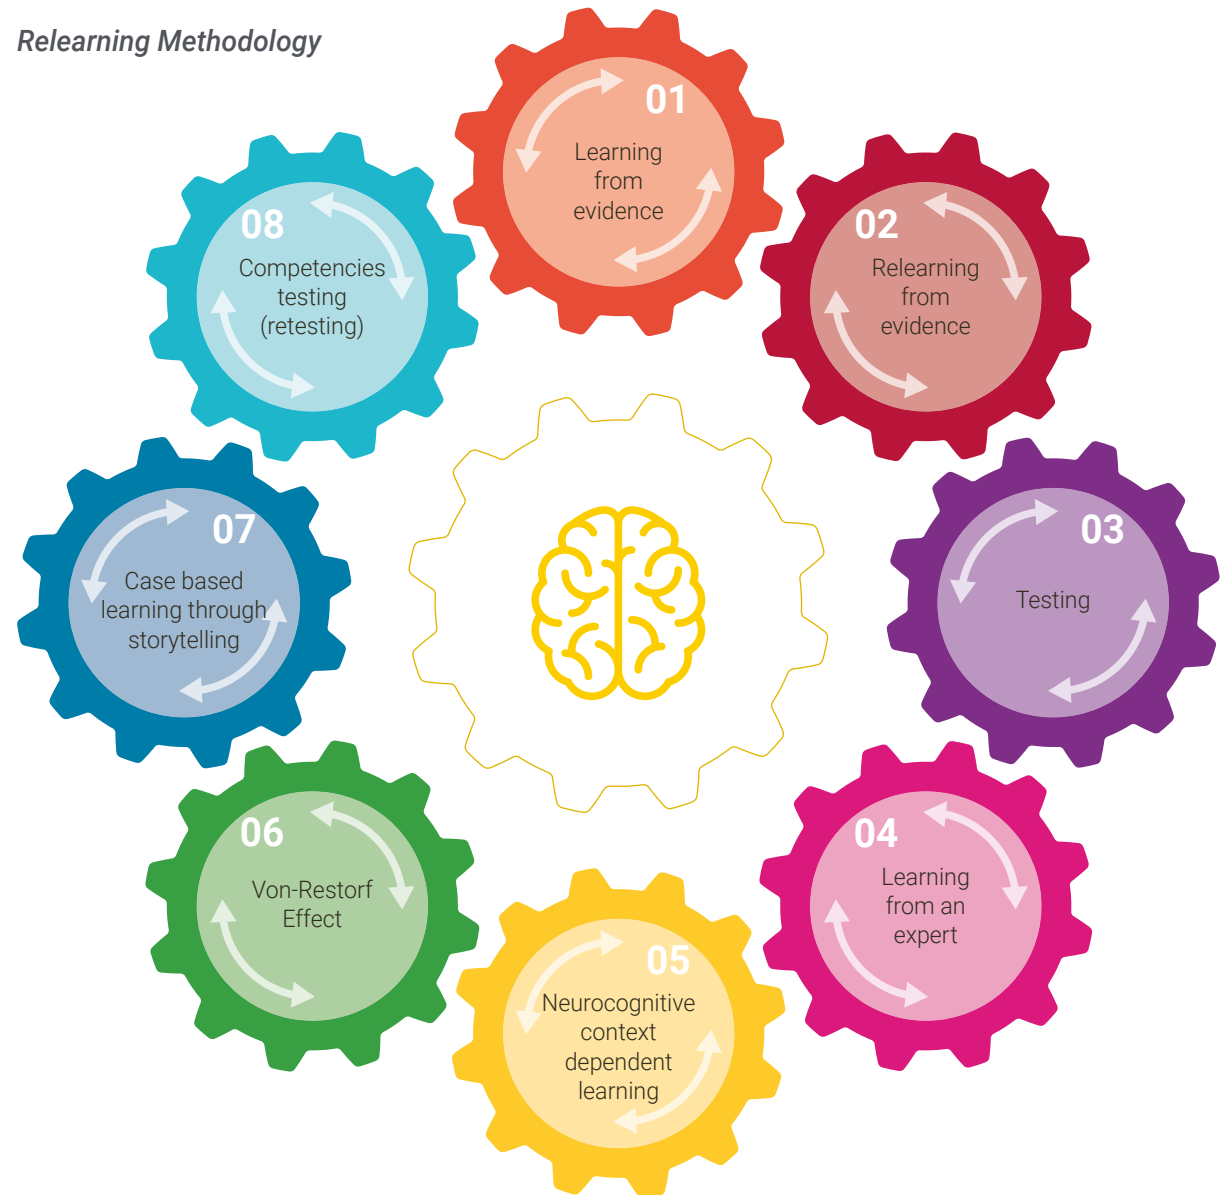 Relearning Methodology
01
Learning
from
evidence
02
Relearning
from
evidence
03
Testing
04
Learning
from an
expert
05
Neurocognitive
context
dependent
learning
06
Von-Restorf
Effect
07
Case based
learning through
storytelling
08
Competencies
testing
(retesting)